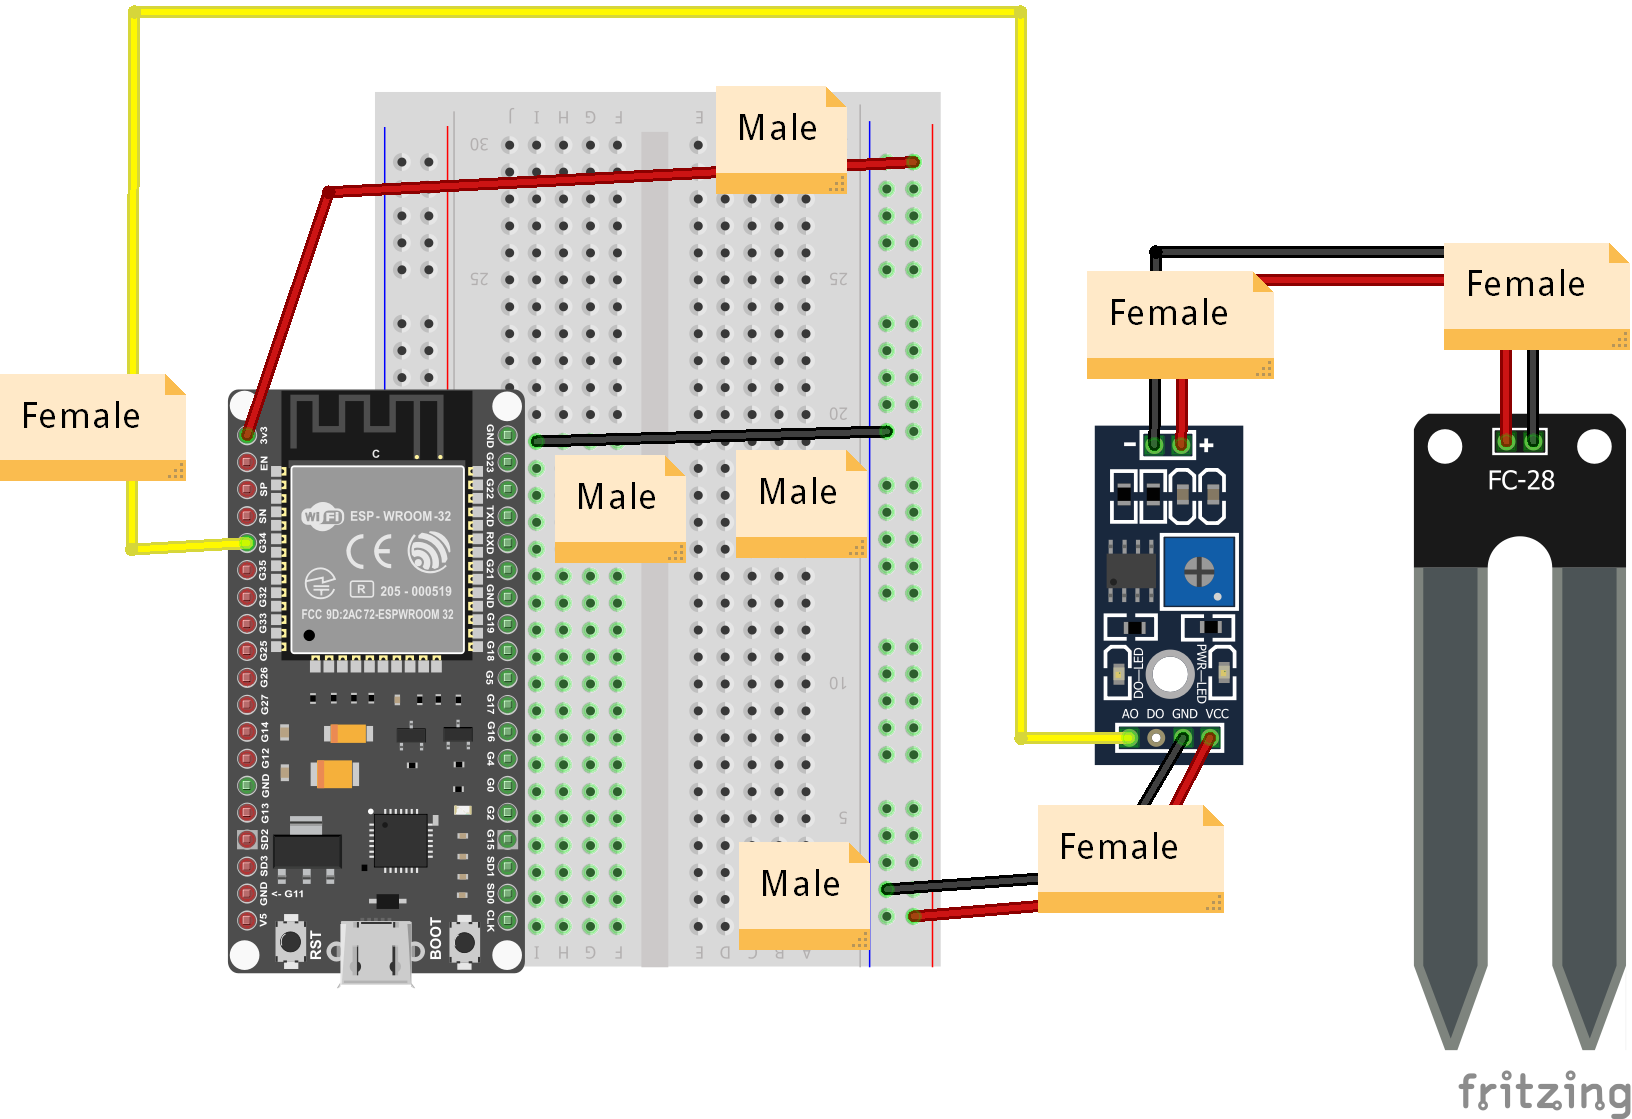 Male
J I H G F
E
30
25
25
20
Female
Female
Female
Male
Male
3v3
EN
SP
SN
G34
G35
G32
G33
G25
G26
G27
G14
G12
GND
G13
SD2
SD3
GND
V5
<- G11
C
WiFi
ESP-WROOM-32
CE
R
205-000519
FCC 9D:2AC72-ESPWROOM 32
GND
G23
G22
TXD
RXD
G21
GND
G19
G18
G5
G17
G16
G4
G0
G2
G15
SD1
SD0
CLK
RST
BOOT
10
5
I H G F
E D C B A
- +
DO-LED
PWR-LED
AO DO GND VCC
FC-28
Female
Male
fritzing